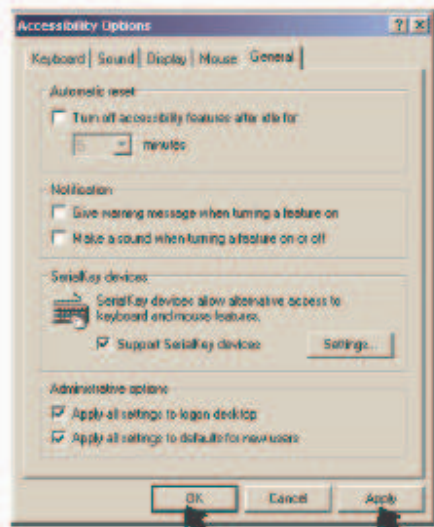 Accessibility Options
Keyboard Sound Display Mouse General
Automatic reset
Turn off accessibility features after idle for
5 minutes
Notification
Give warning message when turning a feature on
Make a sound when turning a feature on or off
SerialKey devices
SerialKey devices allow alternative access to
keyboard and mouse features.
Support SerialKey devices Settings...
Administrative options
Apply all settings to logon desktop
Apply all settings to defaults for new users
OK Cancel Apply